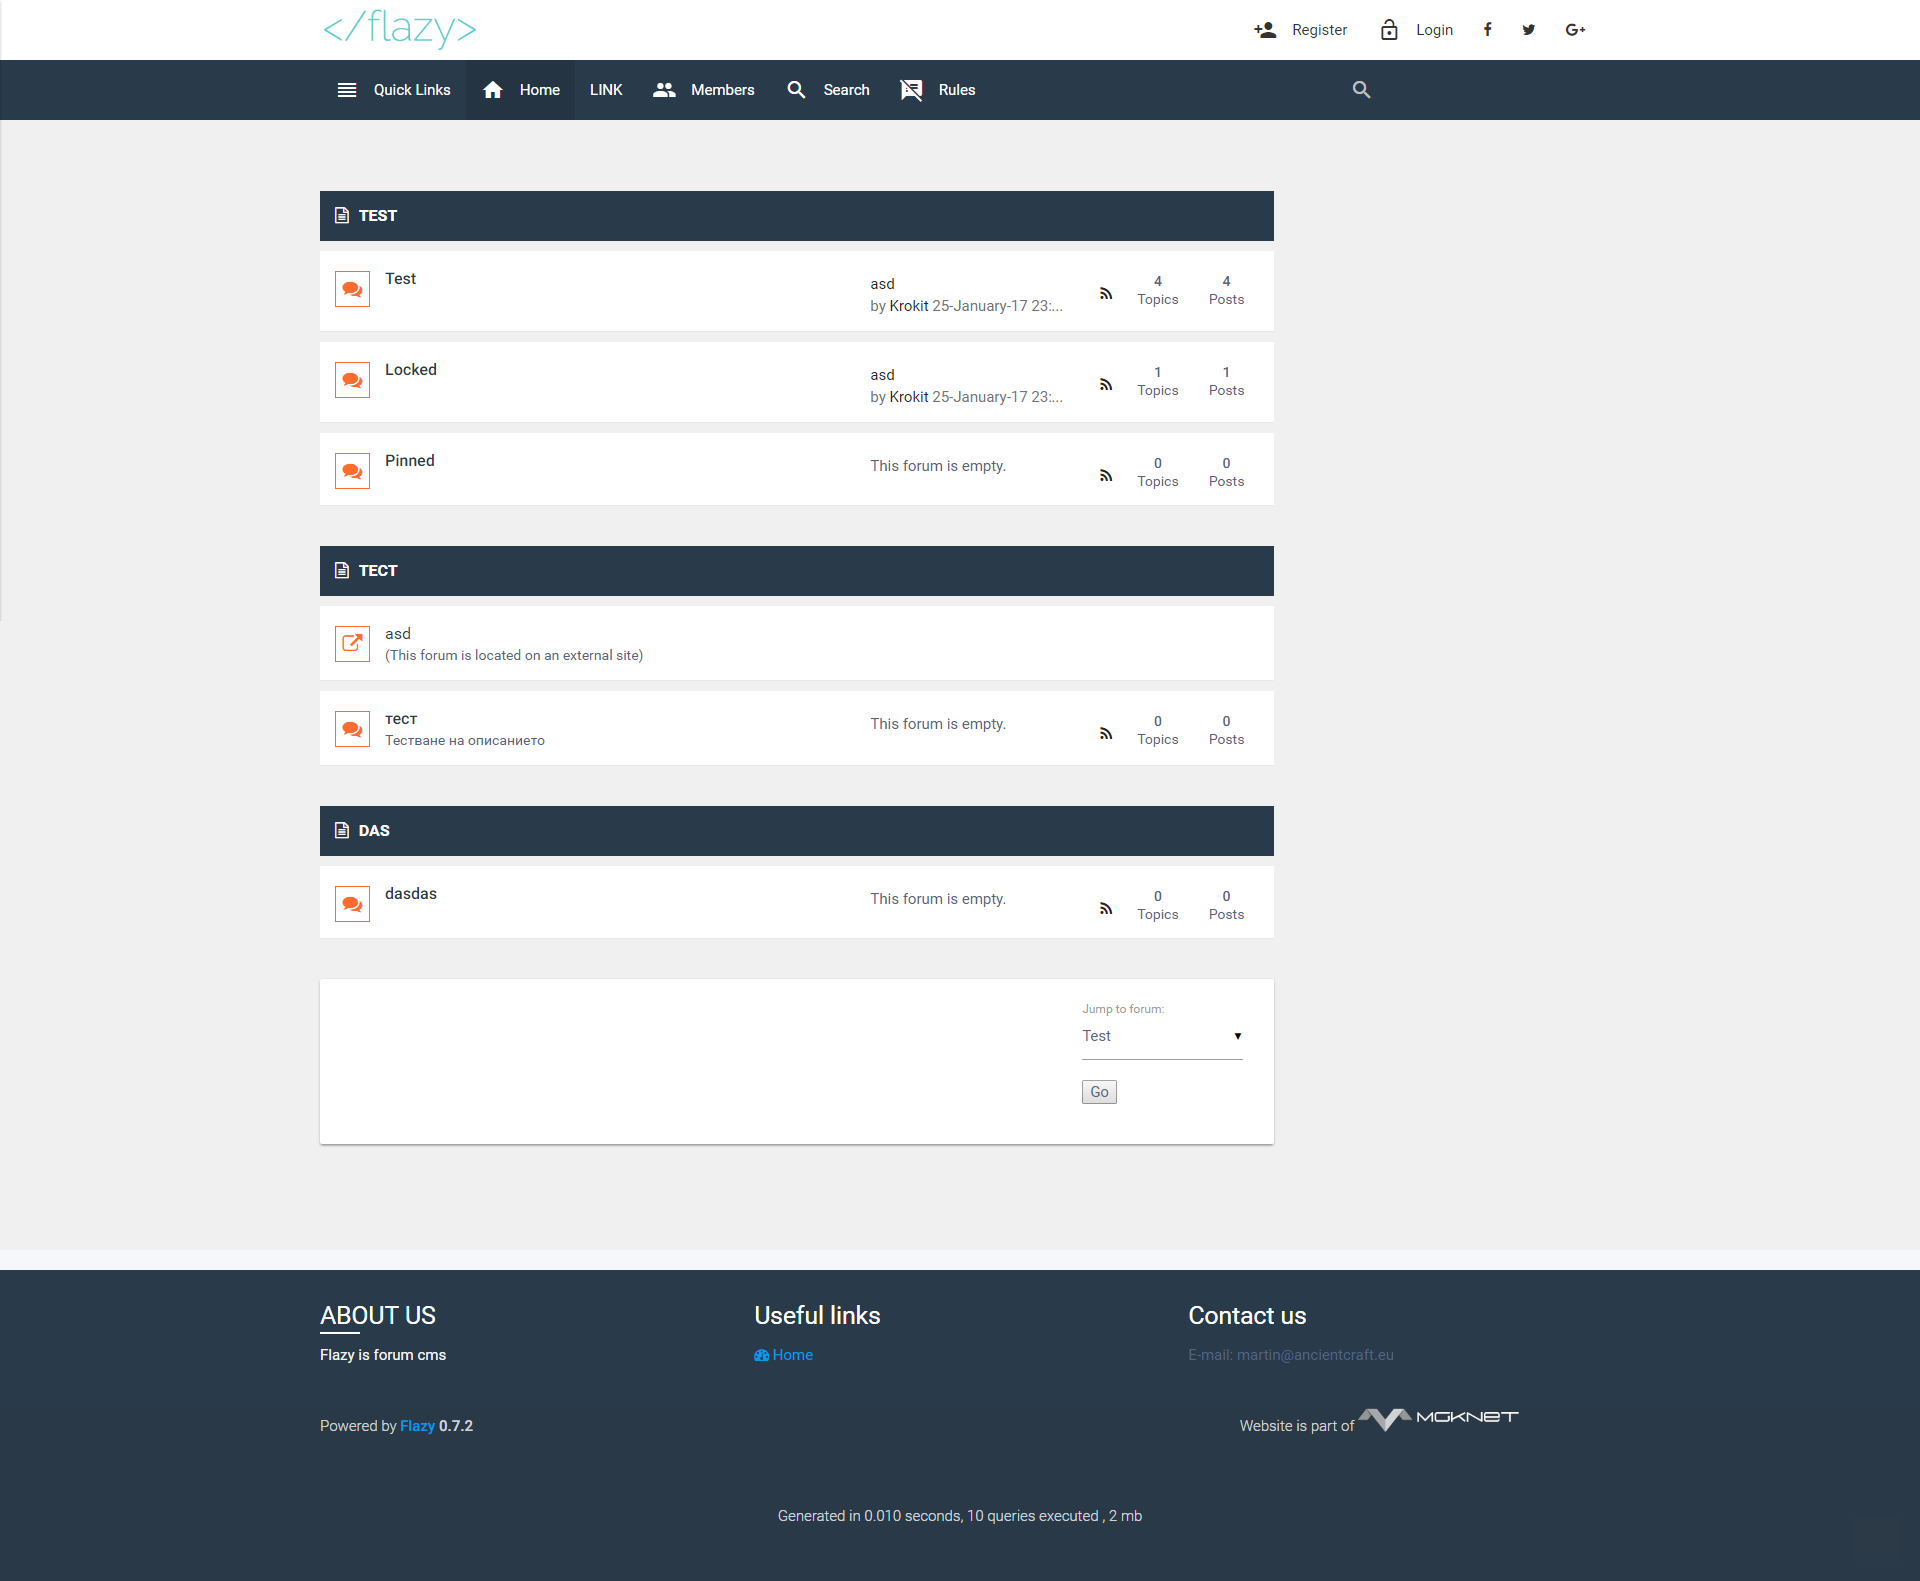 </flazy>
Register Login
Quick Links Home LINK Members Search Rules
TEST
Test
asd
by Krokit 25-January-17 23:...
4 Topics
4 Posts
Locked
asd
by Krokit 25-January-17 23:...
1 Topics
1 Posts
Pinned
This forum is empty.
0 Topics
0 Posts
ТЕСТ
asd
(This forum is located on an external site)
тест
Тестване на описанието
This forum is empty.
0 Topics
0 Posts
DAS
dasdas
This forum is empty.
0 Topics
0 Posts
Jump to forum:
Test
Go
ABOUT US
Flazy is forum cms
Useful links
Home
Contact us
E-mail: martin@ancientcraft.eu
Powered by Flazy 0.7.2
Website is part of MGKNET
Generated in 0.010 seconds, 10 queries executed , 2 mb